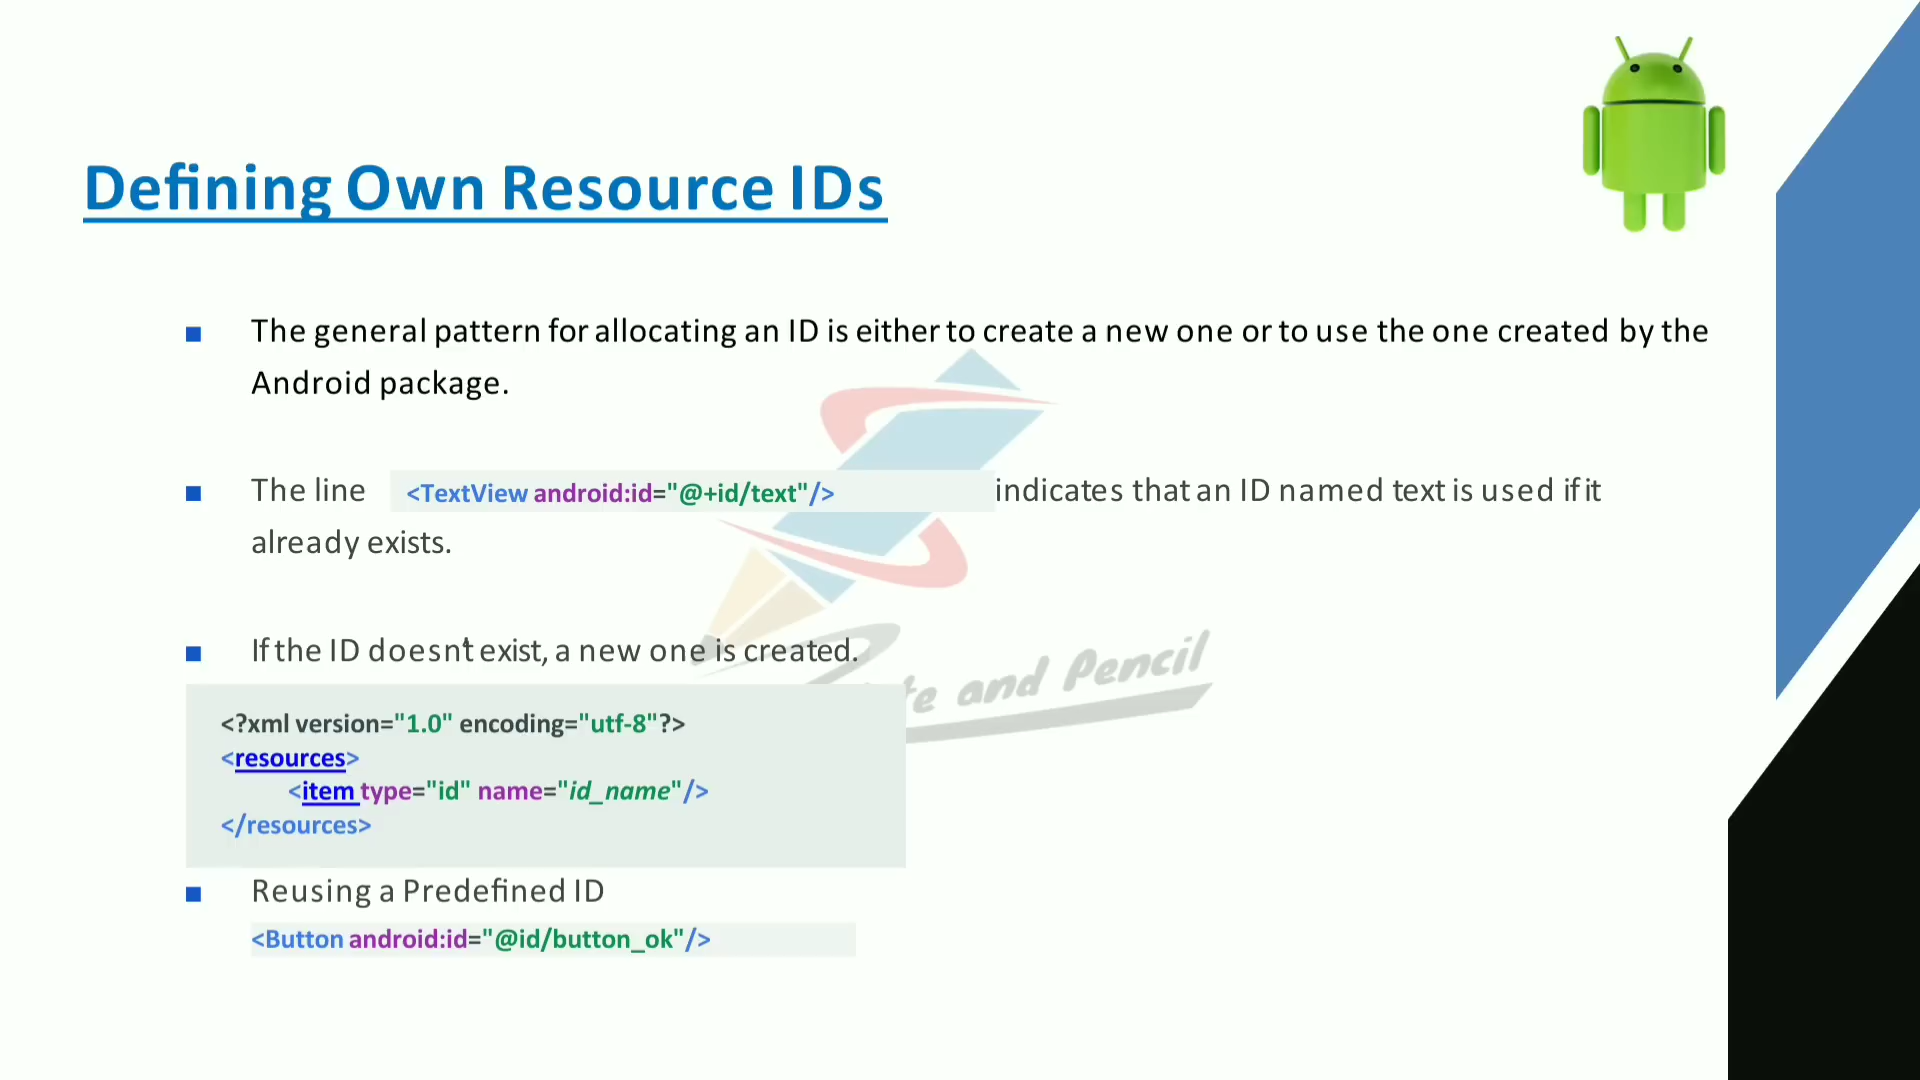 Defining Own Resource IDs
The general pattern for allocating an ID is either to create a new one or to use the one created by the
Android package.
The line <TextView android:id="@+id/text"/> indicates that an ID named text is used if it
already exists.
If the ID doesn't exist, a new one is created.
and Pencil
<?xml version="1.0" encoding="utf-8"?>
<resources>
<item type="id" name="id_name"/>
</resources>
Reusing a Predefined ID
<Button android:id="@id/button_ok"/>